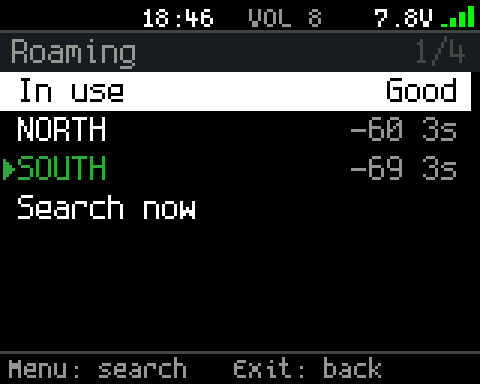 18:46 VOL 8 7.8V
Roaming 1/4
In use Good
NORTH -60 3s
SOUTH -69 3s
Search now
Menu: search Exit: back